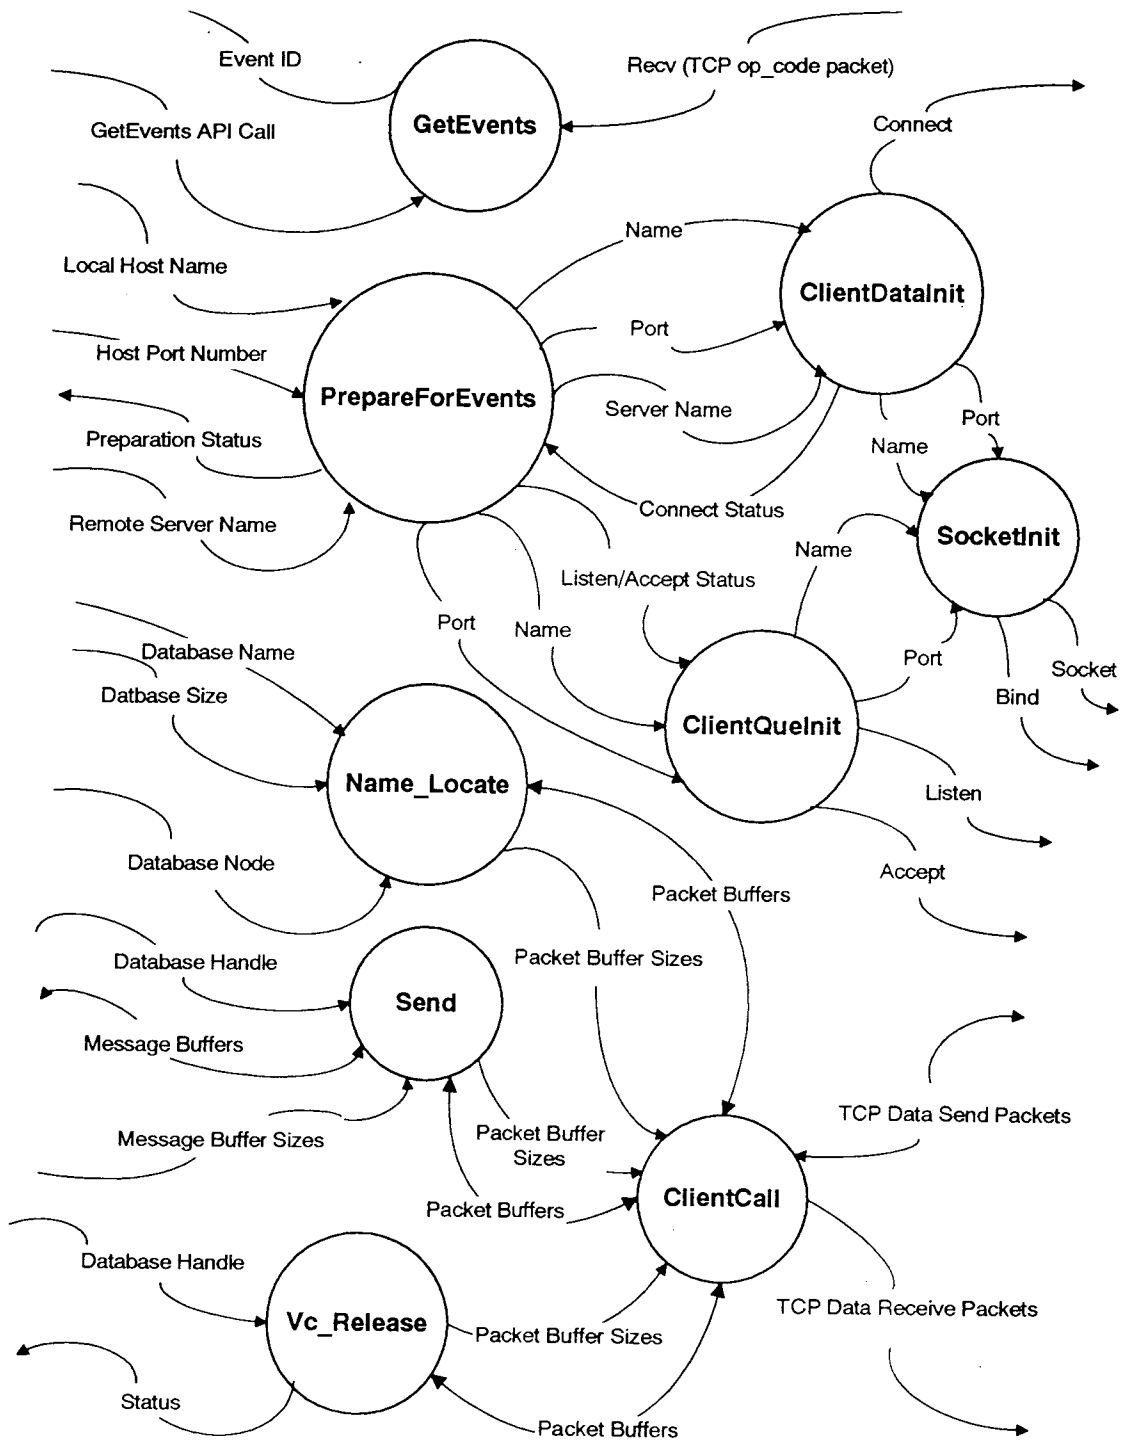 Event ID
Recv (TCP op_code packet)
GetEvents
GetEvents API Call
Connect
Name
Local Host Name
ClientDataInit
Port
Host Port Number
PrepareForEvents
Server Name
Port
Preparation Status
Name
Connect Status
Remote Server Name
SocketInit
Name
Listen/Accept Status
Port
Name
Database Name
Port
Socket
Datbase Size
Bind
ClientQueInit
Name_Locate
Listen
Database Node
Accept
Packet Buffers
Database Handle
Packet Buffer Sizes
Send
Message Buffers
TCP Data Send Packets
Message Buffer Sizes
Packet Buffer
Sizes
ClientCall
Packet Buffers
Database Handle
TCP Data Receive Packets
Vc_Release
Packet Buffer Sizes
Status
Packet Buffers